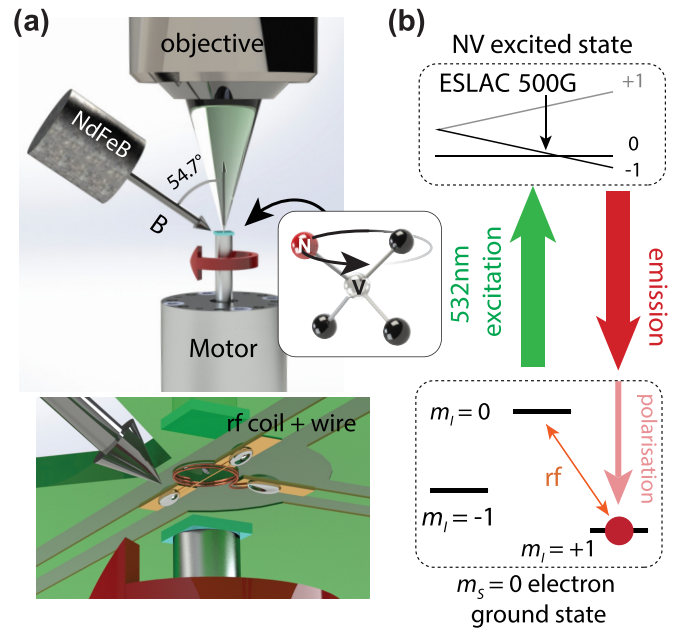 (a)
objective
NdFeB
54.7°
B
N
V
Motor
rf coil + wire
(b)
NV excited state
ESLAC 500G
+1
0
-1
532nm
excitation
emission
polarisation
m_I = 0
rf
m_I = -1
m_I = +1
m_s = 0 electron
ground state